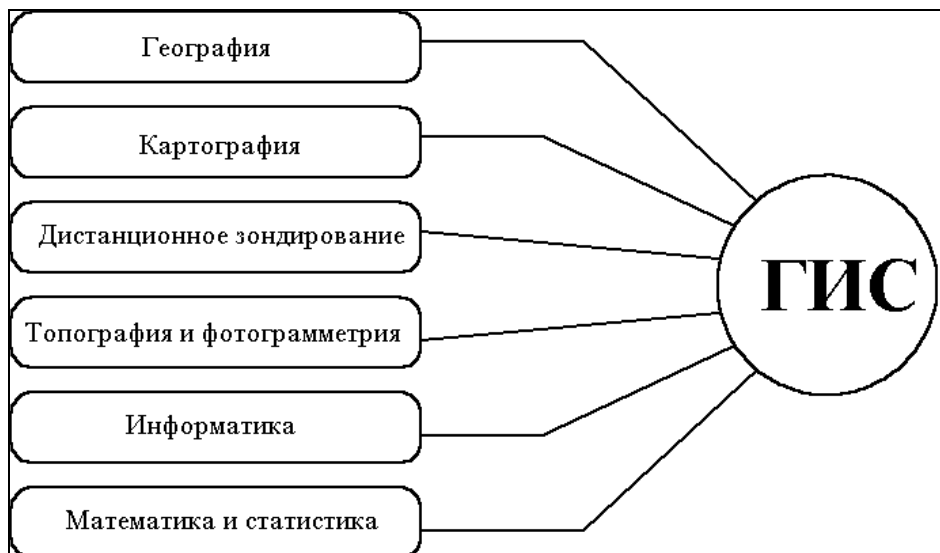 География
Картография
Дистанционное зондирование
Топография и фотограмметрия
Информатика
Математика и статистика
ГИС